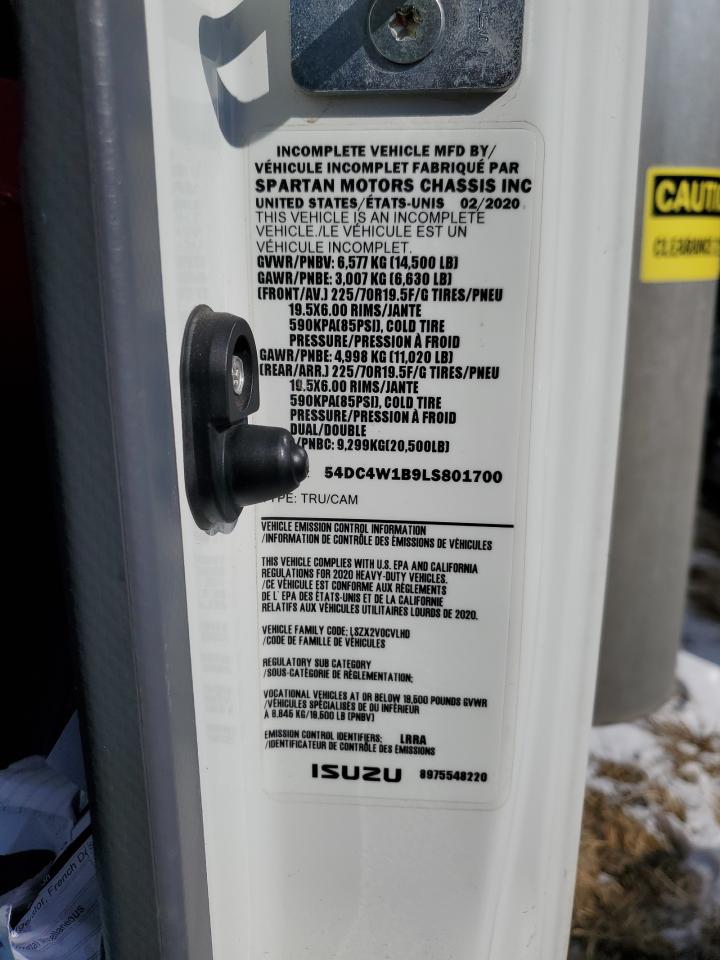 INCOMPLETE VEHICLE MFD BY/
VÉHICULE INCOMPLET FABRIQUÉ PAR
SPARTAN MOTORS CHASSIS INC
UNITED STATES/ÉTATS-UNIS 02/2020
THIS VEHICLE IS AN INCOMPLETE
VEHICLE./LE VÉHICULE EST UN
VÉHICULE INCOMPLET.
GVWR/PNBV: 6,577 KG (14,500 LB)
GAWR/PNBE: 3,007 KG (6,630 LB)
(FRONT/AV.) 225/70R19.5F/G TIRES/PNEU
19.5X6.00 RIMS/JANTE
590KPA(85PSI), COLD TIRE
PRESSURE/PRESSION À FROID
GAWR/PNBE: 4,998 KG (11,020 LB)
(REAR/ARR.) 225/70R19.5F/G TIRES/PNEU
19.5X6.00 RIMS/JANTE
590KPA(85PSI), COLD TIRE
PRESSURE/PRESSION À FROID
DUAL/DOUBLE
/PNBC: 9,299KG(20,500LB)
54DC4W1B9LS801700
TYPE: TRU/CAM
VEHICLE EMISSION CONTROL INFORMATION
/INFORMATION DE CONTRÔLE DES ÉMISSIONS DE VÉHICULES
THIS VEHICLE COMPLIES WITH U.S. EPA AND CALIFORNIA
REGULATIONS FOR 2020 HEAVY-DUTY VEHICLES.
/CE VÉHICULE EST CONFORME AUX RÈGLEMENTS
DE L' EPA DES ÉTATS-UNIS ET DE LA CALIFORNIE
RELATIFS AUX VÉHICULES UTILITAIRES LOURDS DE 2020.
VEHICLE FAMILY CODE: LSZX2VOCVLHD
/CODE DE FAMILLE DE VÉHICULES
REGULATORY SUB CATEGORY
/SOUS-CATÉGORIE DE RÉGLEMENTATION:
VOCATIONAL VEHICLES AT OR BELOW 19,500 POUNDS GVWR
/VÉHICULES SPÉCIALISÉS DE OU INFÉRIEUR
À 8,845 KG/19,500 LB (PNBV)
EMISSION CONTROL IDENTIFIERS: LRRA
/IDENTIFICATEUR DE CONTRÔLE DES ÉMISSIONS
ISUZU 8975548220
CAUTIO
CLEARANCE
French